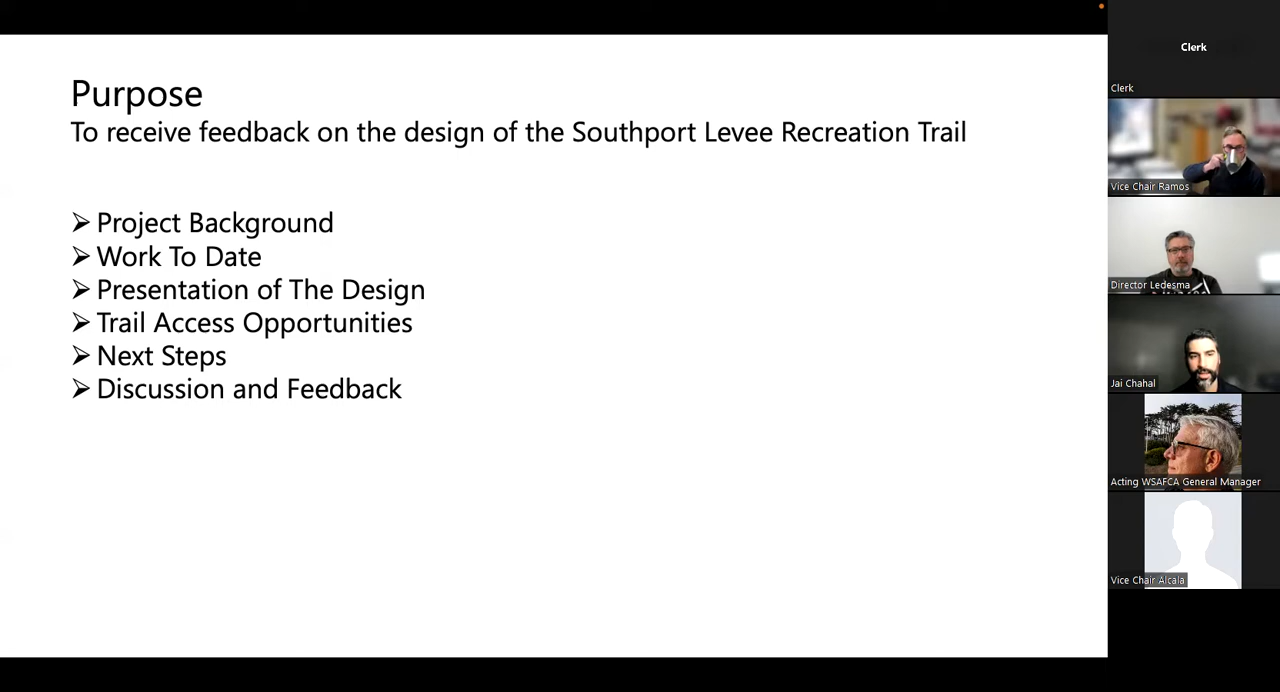 Purpose
To receive feedback on the design of the Southport Levee Recreation Trail
➢ Project Background
➢ Work To Date
➢ Presentation of The Design
➢ Trail Access Opportunities
➢ Next Steps
➢ Discussion and Feedback
Clerk
Clerk
Vice Chair Ramos
Director Ledesma
Jai Chahal
Acting WSAFCA General Manager
Vice Chair Alcala